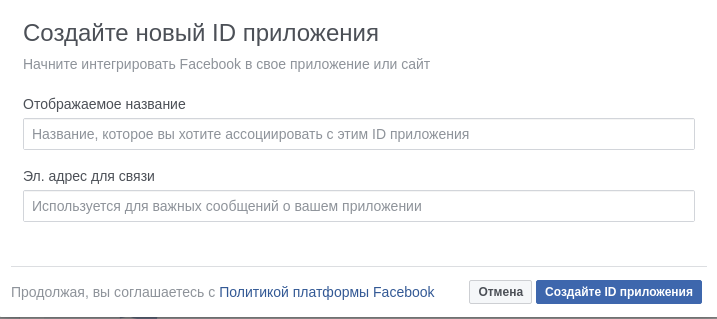 Создайте новый ID приложения
Начните интегрировать Facebook в свое приложение или сайт
Отображаемое название
Название, которое вы хотите ассоциировать с этим ID приложения
Эл. адрес для связи
Используется для важных сообщений о вашем приложении
Продолжая, вы соглашаетесь с Политикой платформы Facebook Отмена Создайте ID приложения